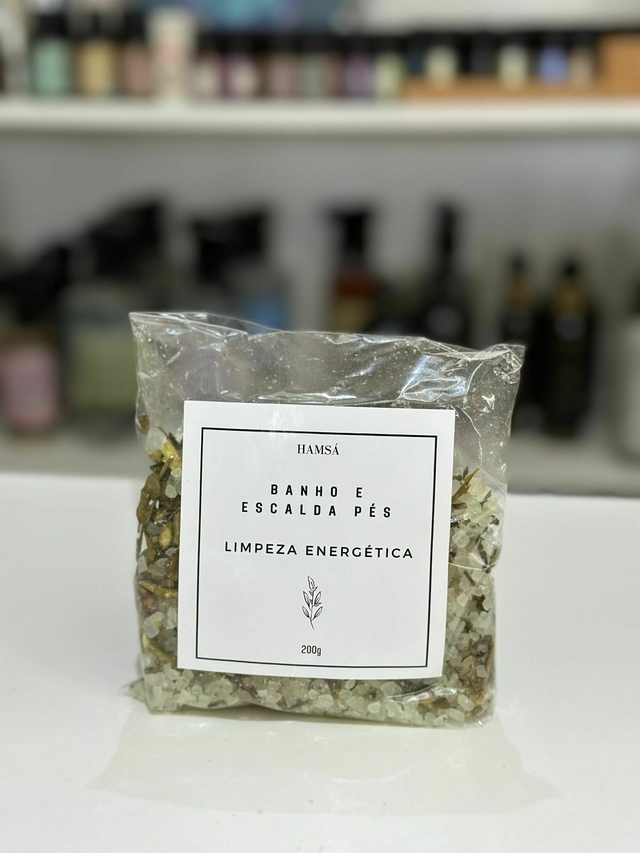 HAMSÁ
BANHO E
ESCALDA PÉS
LIMPEZA ENERGÉTICA
200g